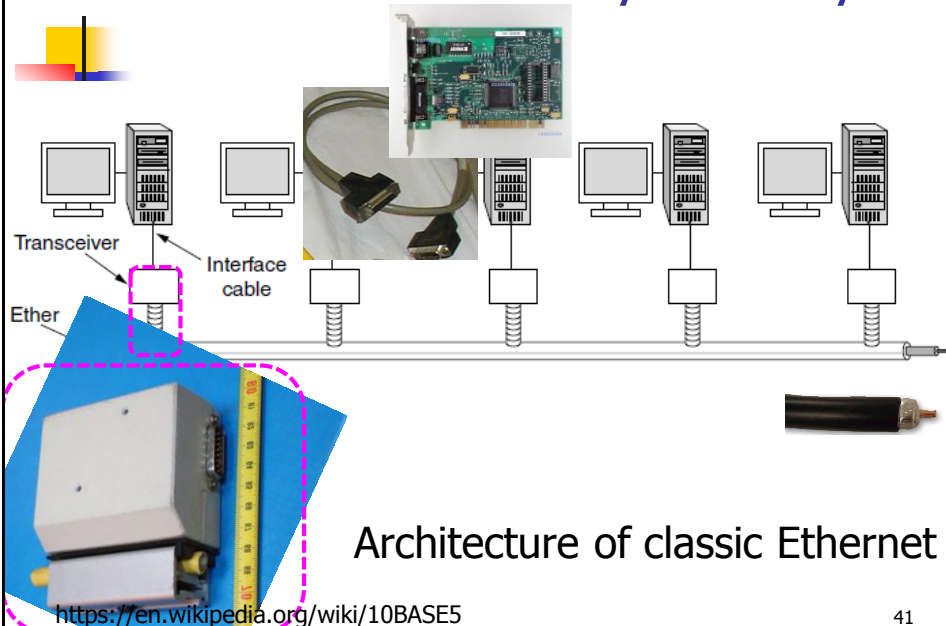 Transceiver
Interface
cable
Ether
Architecture of classic Ethernet
https://en.wikipedia.org/wiki/10BASE5
41